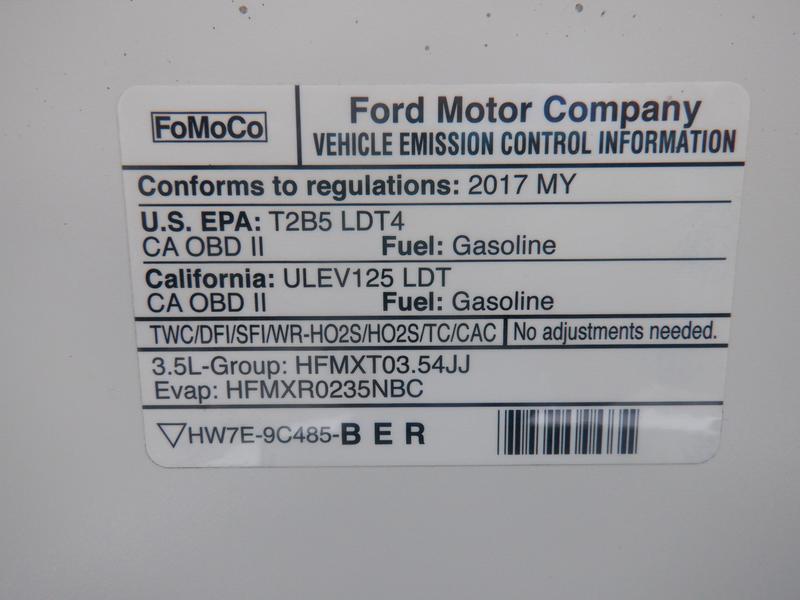 FoMoCo
Ford Motor Company
VEHICLE EMISSION CONTROL INFORMATION
Conforms to regulations: 2017 MY
U.S. EPA: T2B5 LDT4
CA OBD II Fuel: Gasoline
California: ULEV125 LDT
CA OBD II Fuel: Gasoline
TWC/DFI/SFI/WR-HO2S/HO2S/TC/CAC No adjustments needed.
3.5L-Group: HFMXT03.54JJ
Evap: HFMXR0235NBC
HW7E-9C485-B E R